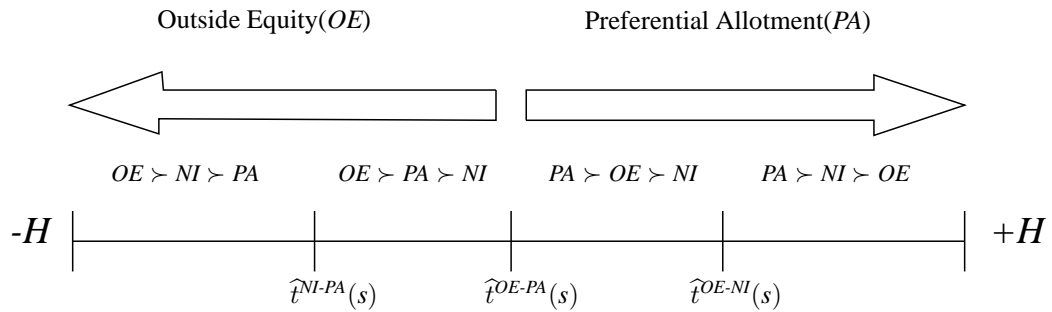 Outside Equity(OE) Preferential Allotment(PA)
OE ≻ NI ≻ PA OE ≻ PA ≻ NI PA ≻ OE ≻ NI PA ≻ NI ≻ OE
-H +H
t̂^{NI-PA}(s) t̂^{OE-PA}(s) t̂^{OE-NI}(s)